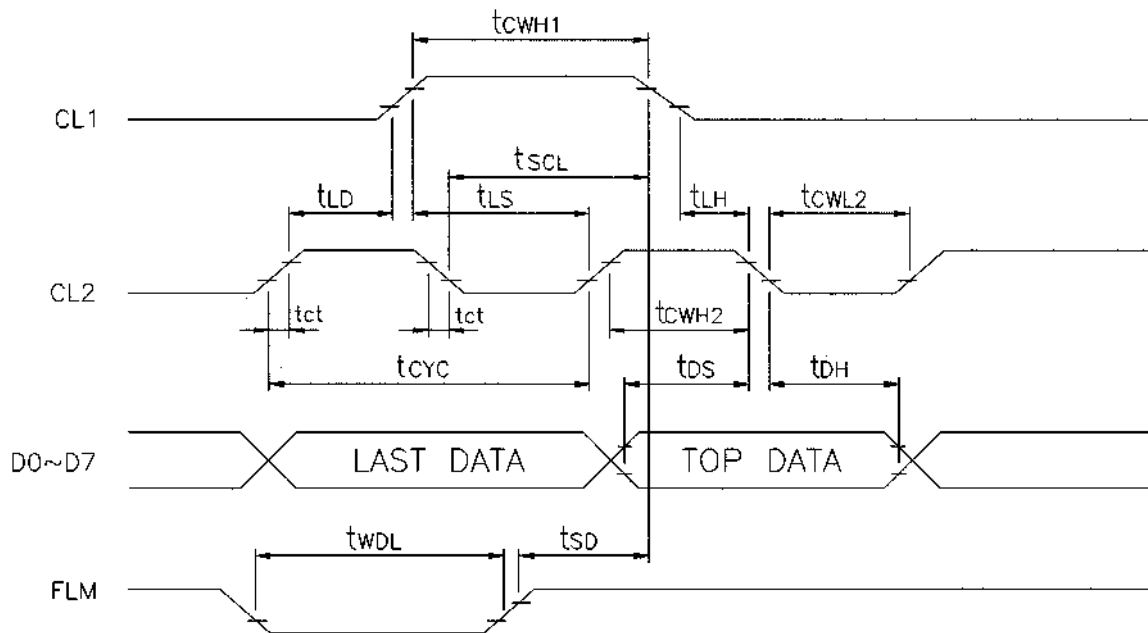 tCWH1
CL1
tSCL
tLD tLS tLH tCWL2
CL2
tct tct tCWH2
tCYC tDS tDH
D0~D7 LAST DATA TOP DATA
tWDL tSD
FLM